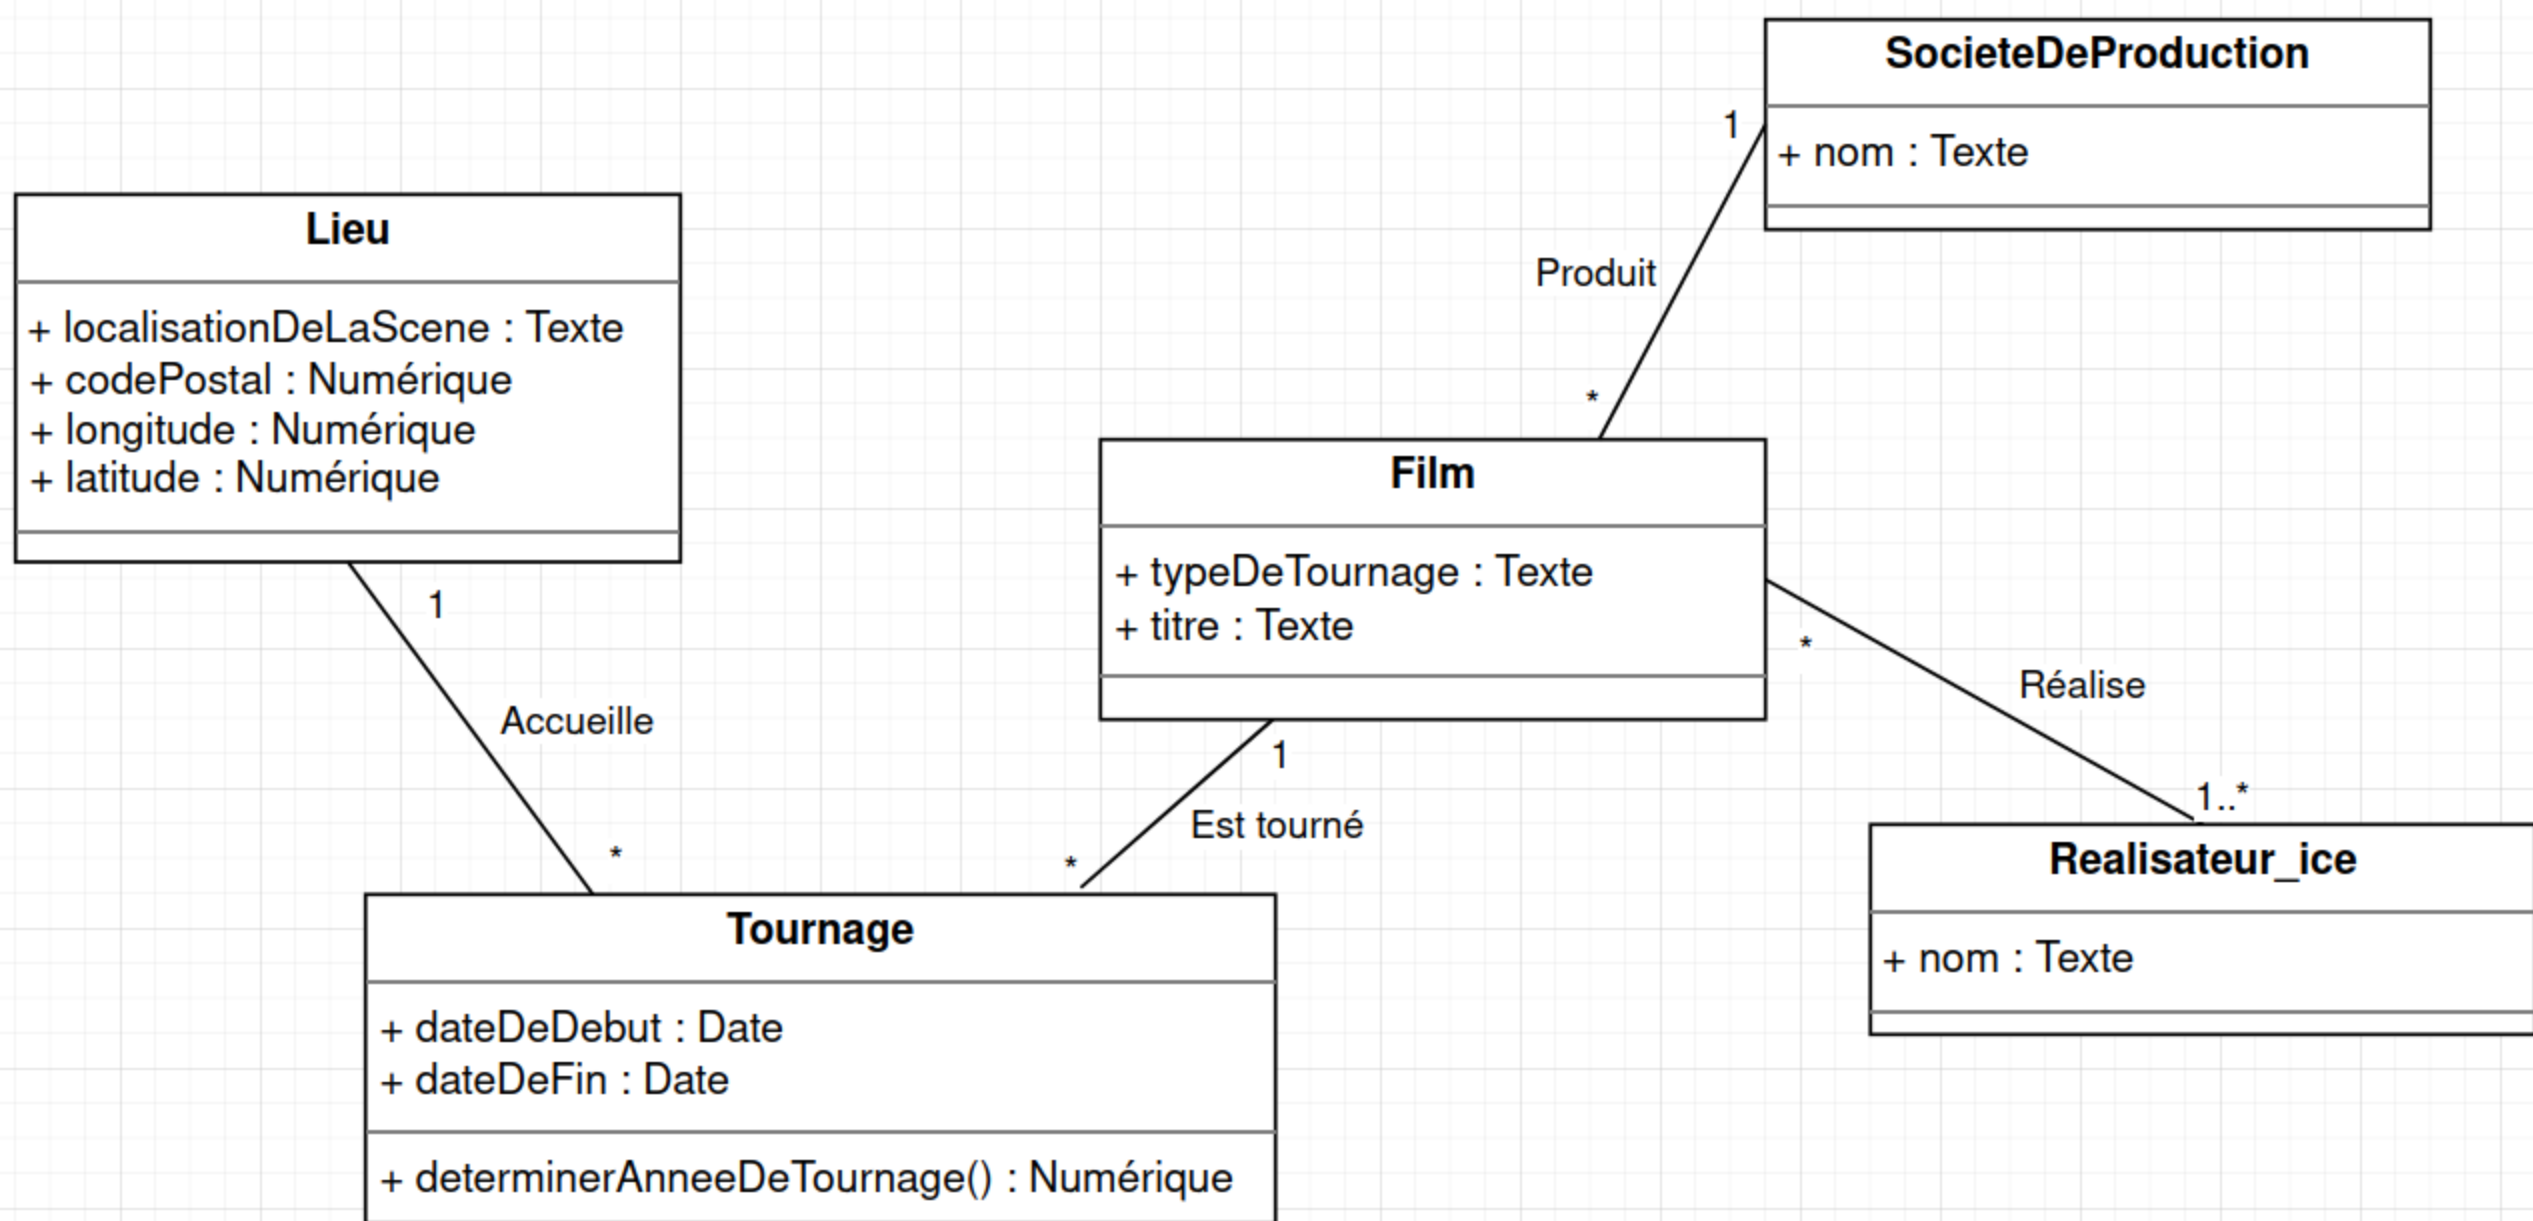 SocieteDeProduction
+ nom : Texte
1
Produit
*
Lieu
+ localisationDeLaScene : Texte
+ codePostal : Numérique
+ longitude : Numérique
+ latitude : Numérique
1
Accueille
*
Film
+ typeDeTournage : Texte
+ titre : Texte
*
Réalise
1..*
1
Est tourné
*
Realisateur_ice
+ nom : Texte
Tournage
+ dateDeDebut : Date
+ dateDeFin : Date
+ determinerAnneeDeTournage() : Numérique